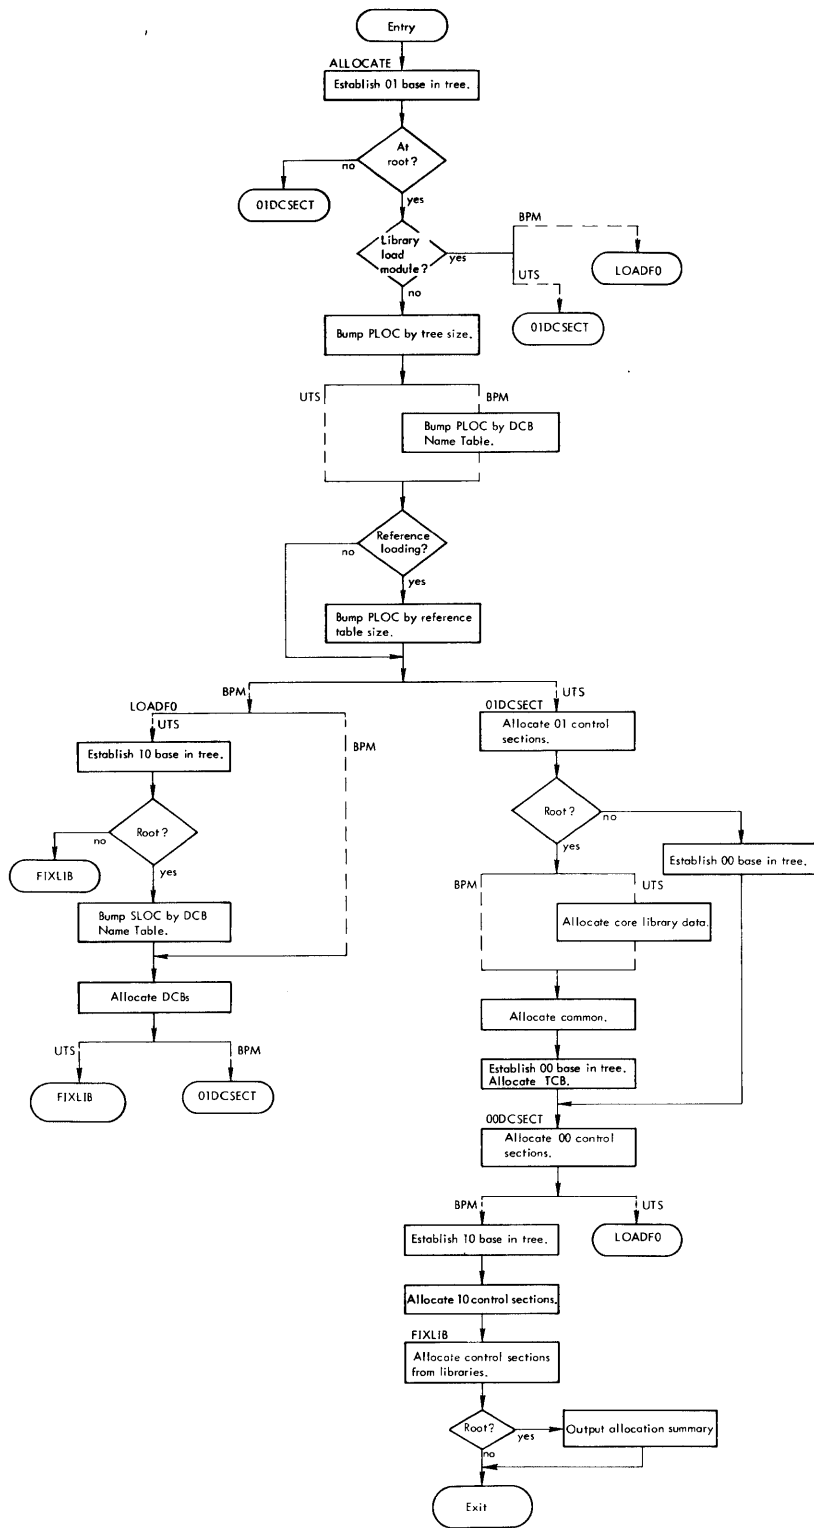 Entry
ALLOCATE
Establish 01 base in tree.
At
root?
no
yes
01DCSECT
Library
load
module?
yes
no
BPM
LOADF0
UTS
01DCSECT
Bump PLOC by tree size.
UTS
BPM
Bump PLOC by DCB
Name Table.
Reference
loading?
no
yes
Bump PLOC by reference
table size.
BPM
UTS
LOADF0
UTS
BPM
Establish 10 base in tree.
Root?
no
yes
FIXLIB
Bump SLOC by DCB
Name Table.
Allocate DCBs
UTS
BPM
FIXLIB
01DCSECT
01DCSECT
Allocate 01 control
sections.
Root?
no
yes
Establish 00 base in tree.
BPM
UTS
Allocate core library data.
Allocate common.
Establish 00 base in tree.
Allocate TCB.
00DCSECT
Allocate 00 control
sections.
BPM
UTS
LOADF0
Establish 10 base in tree.
Allocate 10 control sections.
FIXLIB
Allocate control sections
from libraries.
Root?
yes
no
Output allocation summary
Exit